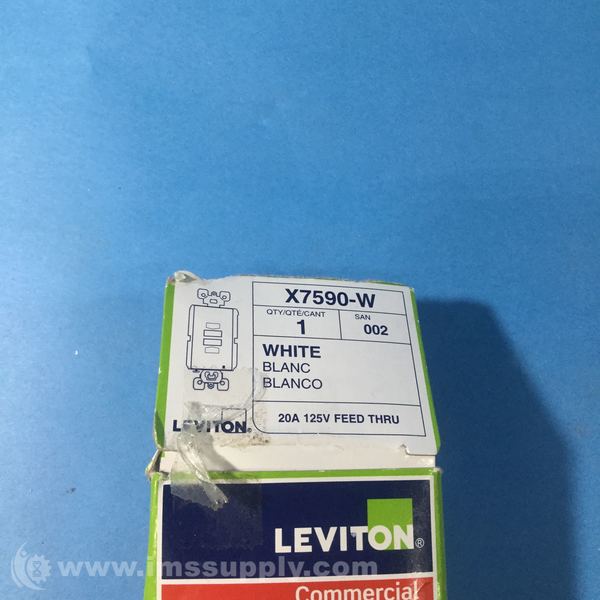 X7590-W
QTY/QTÉ/CANT
1
SAN
002
WHITE
BLANC
BLANCO
LEVITON®
20A 125V FEED THRU
LEVITON®
Commercial
© www.imssupply.com